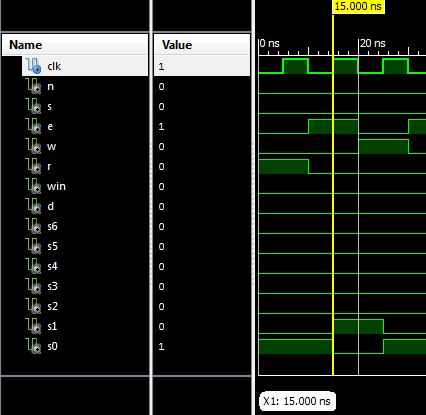 15.000 ns
Name Value 0 ns 20 ns
clk 1
n 0
s 0
e 1
w 0
r 0
win 0
d 0
s6 0
s5 0
s4 0
s3 0
s2 0
s1 0
s0 1
X1: 15.000 ns